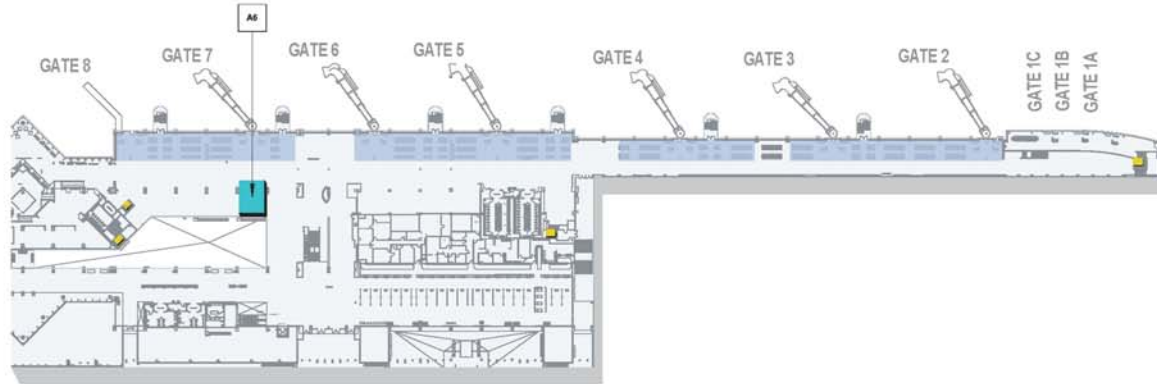 A6
GATE 8
GATE 7
GATE 6
GATE 5
GATE 4
GATE 3
GATE 2
GATE 1C
GATE 1B
GATE 1A